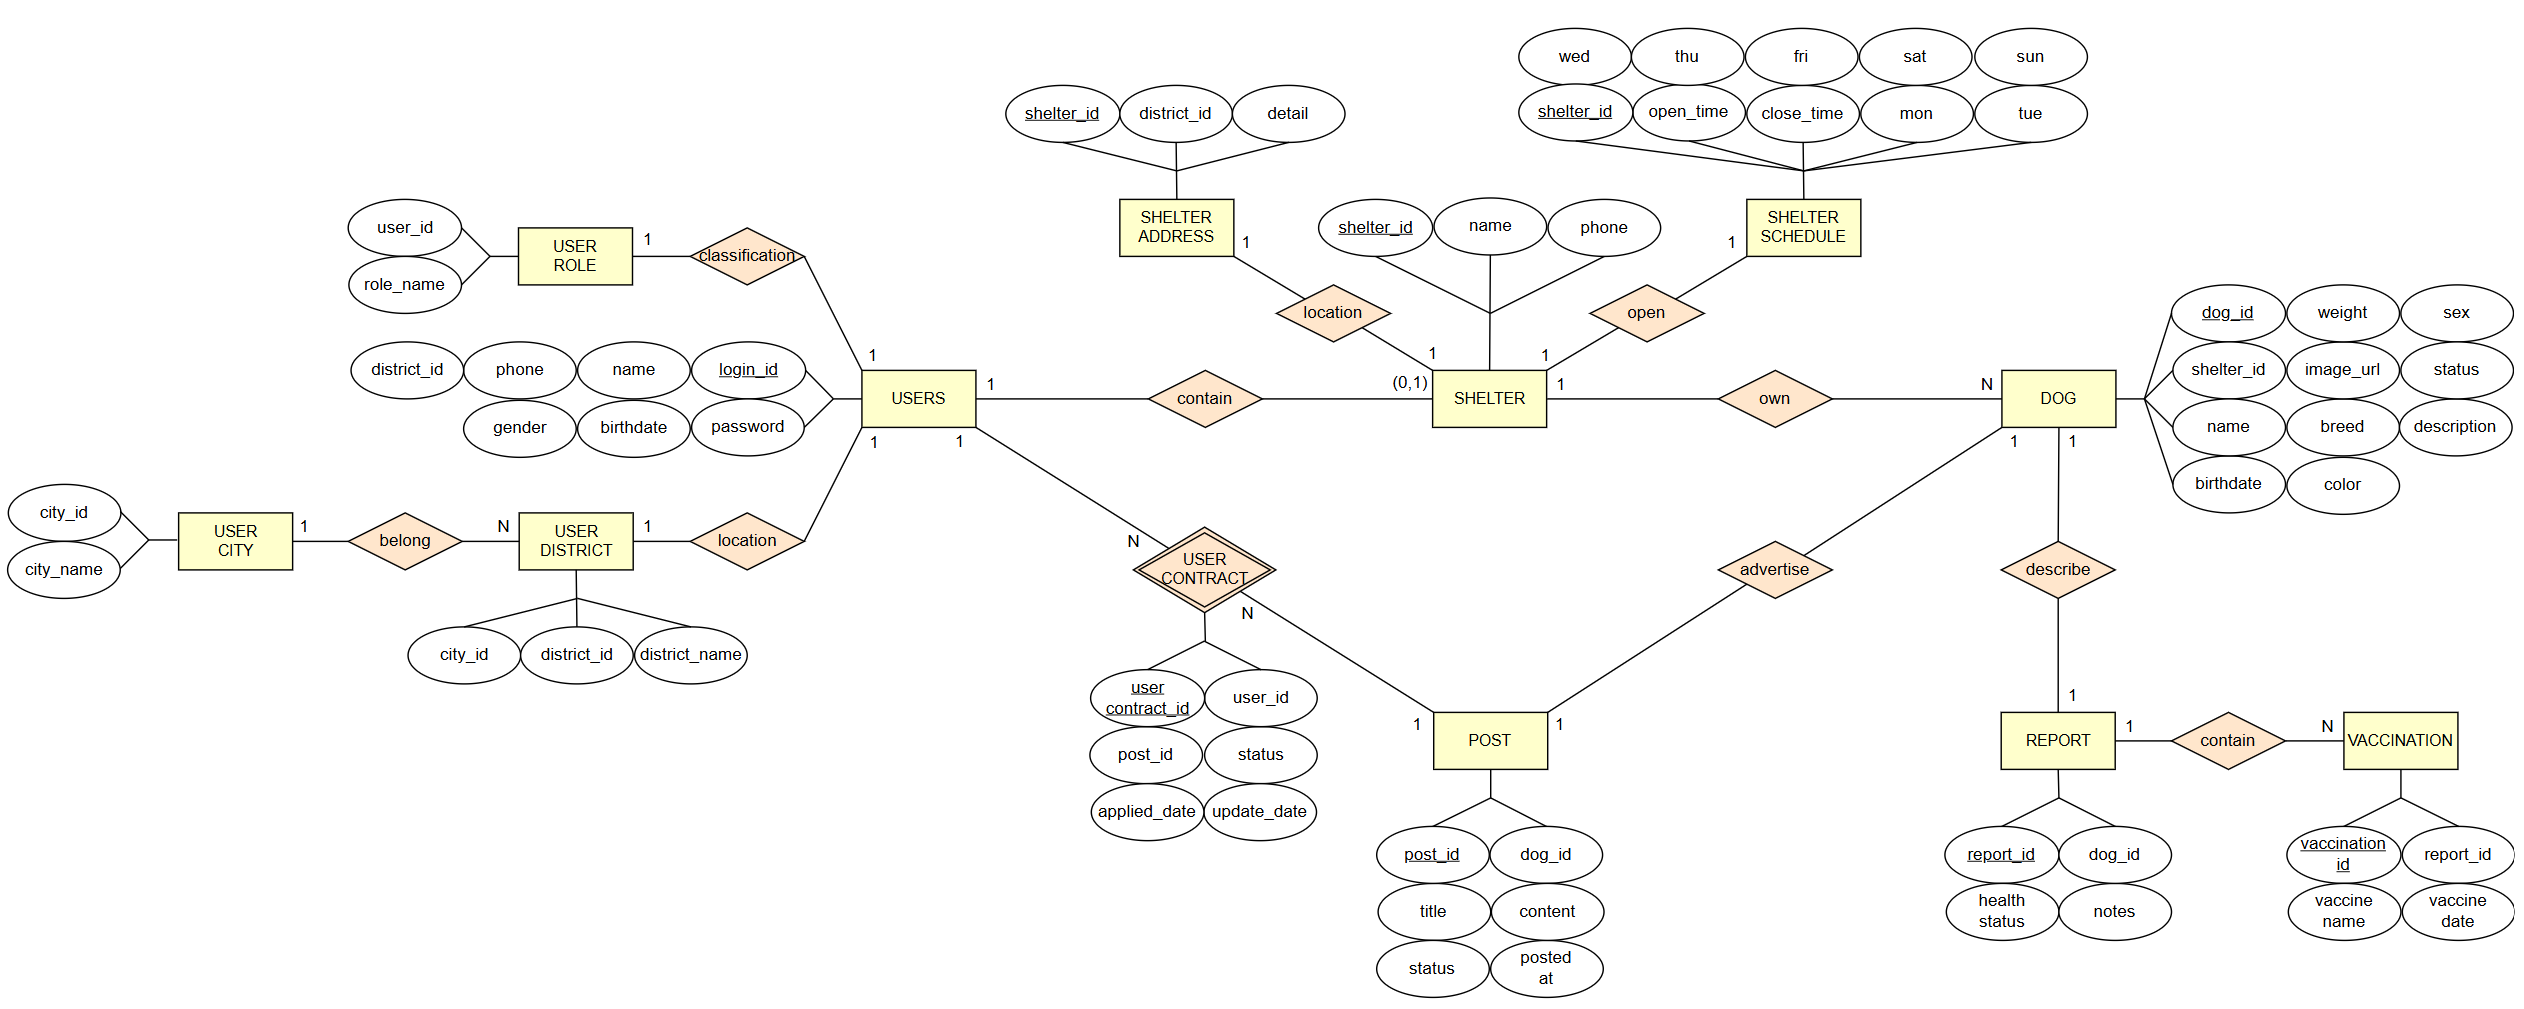 wed
thu
fri
sat
sun
shelter_id
district_id
detail
shelter_id
open_time
close_time
mon
tue
SHELTER
ADDRESS
SHELTER
SCHEDULE
user_id
role_name
USER
ROLE
1
classification
1
shelter_id
name
phone
1
1
location
open
1
1
district_id
phone
name
login_id
gender
birthdate
password
1
USERS
1
contain
(0,1)
SHELTER
1
own
N
DOG
dog_id
weight
sex
shelter_id
image_url
status
name
breed
description
birthdate
color
1
1
1
1
city_id
city_name
USER
CITY
1
belong
N
USER
DISTRICT
1
location
N
USER
CONTRACT
N
advertise
describe
city_id
district_id
district_name
user
contract_id
user_id
post_id
status
applied_date
update_date
1
POST
1
1
REPORT
1
contain
N
VACCINATION
post_id
dog_id
title
content
status
posted
at
report_id
dog_id
health
status
notes
vaccination
id
report_id
vaccine
name
vaccine
date